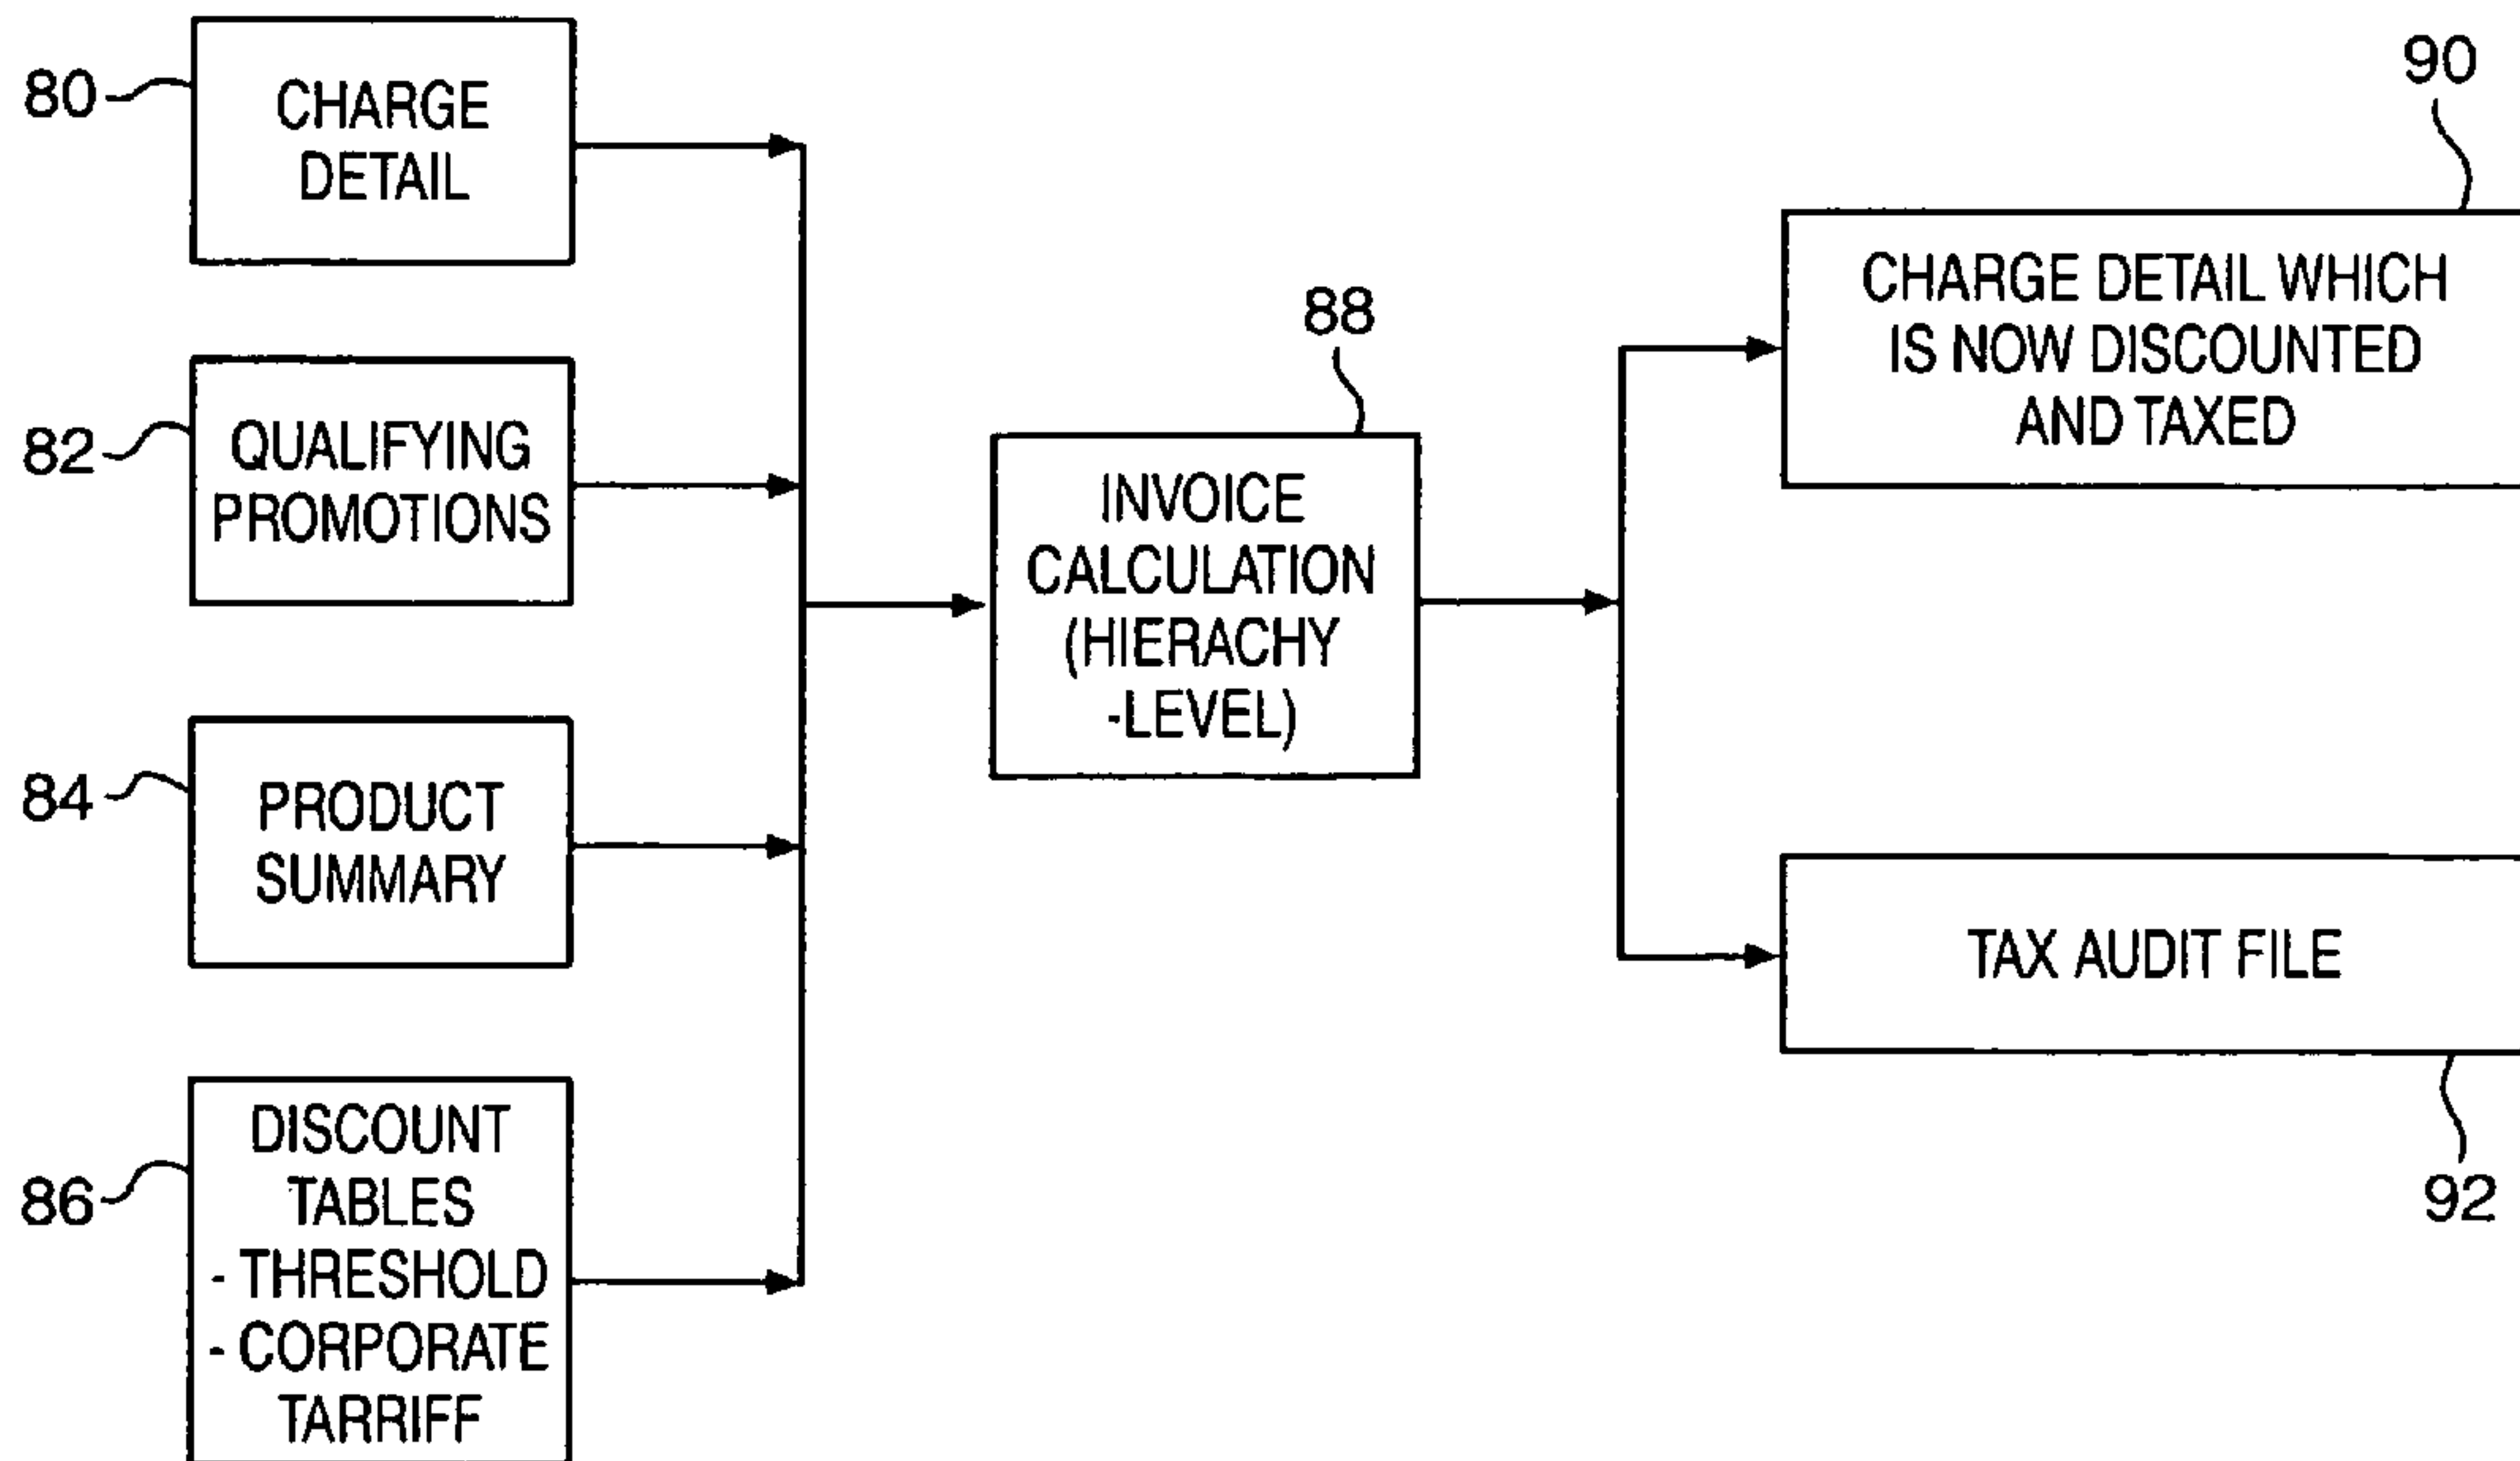 80
CHARGE
DETAIL
82
QUALIFYING
PROMOTIONS
84
PRODUCT
SUMMARY
86
DISCOUNT
TABLES
- THRESHOLD
- CORPORATE
TARRIFF
88
INVOICE
CALCULATION
(HIERACHY
-LEVEL)
90
CHARGE DETAIL WHICH
IS NOW DISCOUNTED
AND TAXED
TAX AUDIT FILE
92